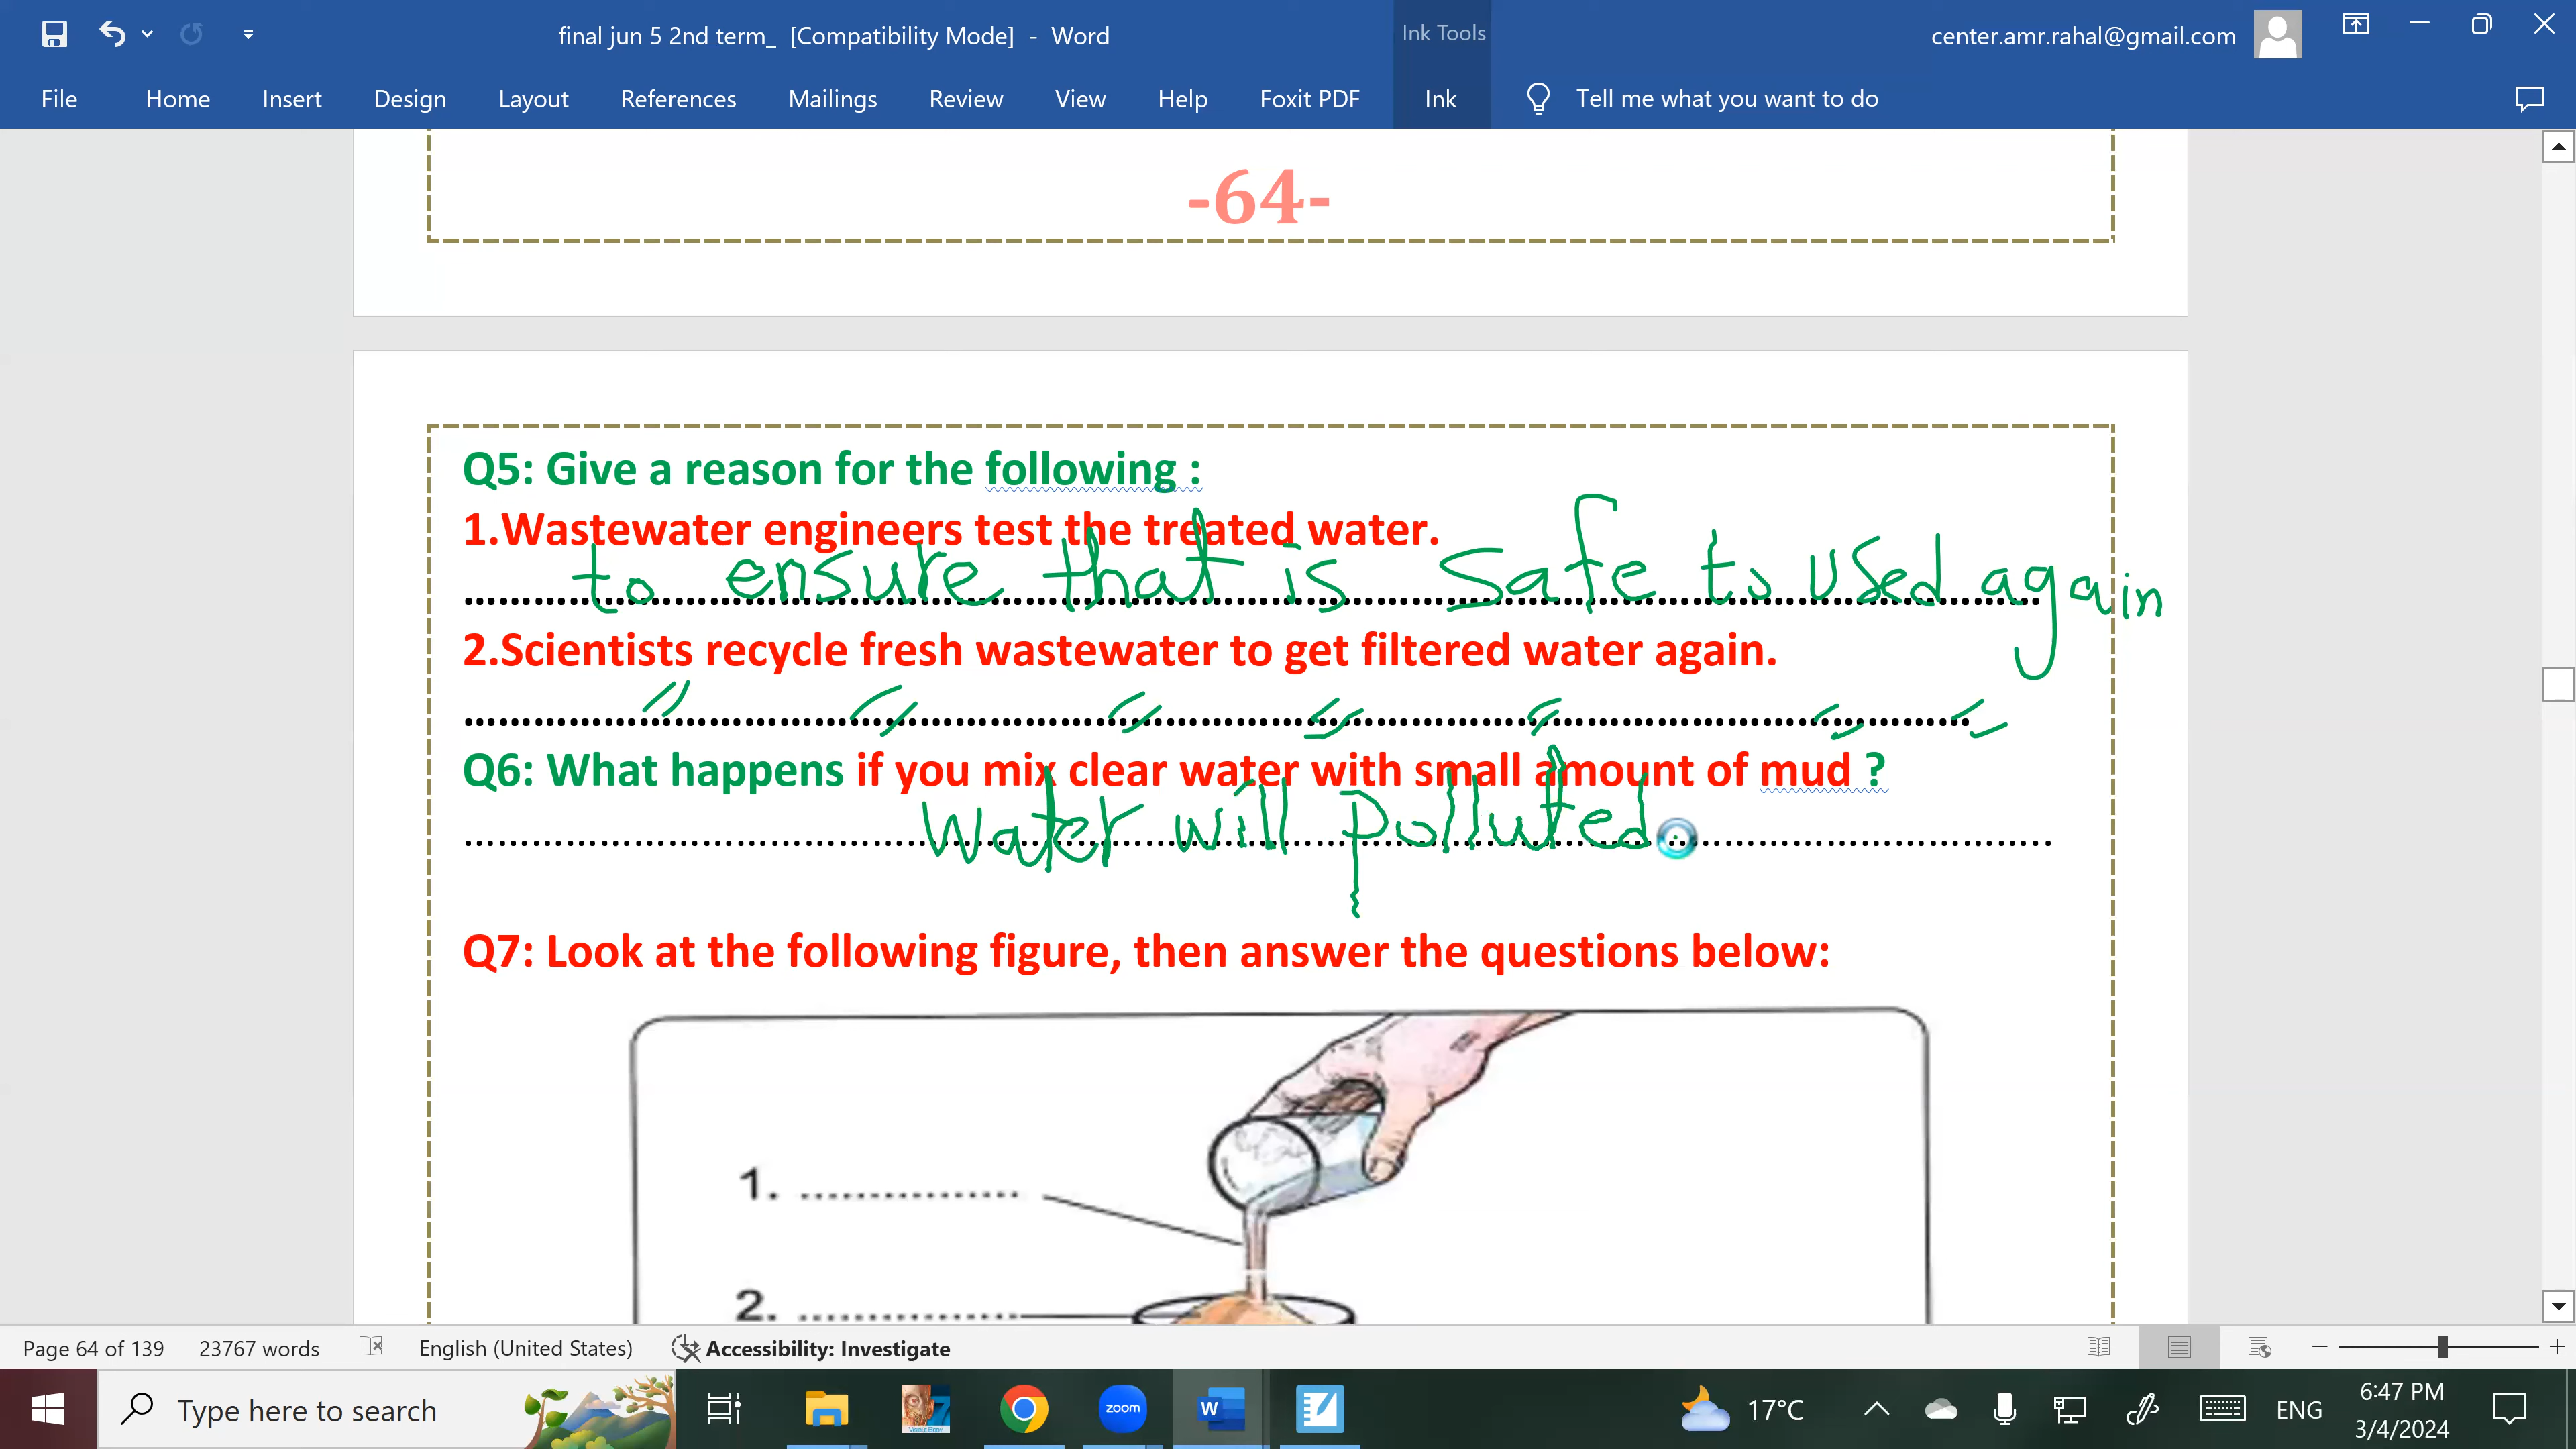 final jun 5 2nd term_ [Compatibility Mode] - Word
Ink Tools
center.amr.rahal@gmail.com
File Home Insert Design Layout References Mailings Review View Help Foxit PDF Ink Tell me what you want to do
-64-
Q5: Give a reason for the following :
1.Wastewater engineers test the treated water.
to ensure that is safe to used again
2.Scientists recycle fresh wastewater to get filtered water again.
Q6: What happens if you mix clear water with small amount of mud ?
Water will polluted
Q7: Look at the following figure, then answer the questions below:
1. ..................
2. ..................
Page 64 of 139 23767 words English (United States) Accessibility: Investigate
Type here to search
zoom
W
17°C
ENG
6:47 PM
3/4/2024